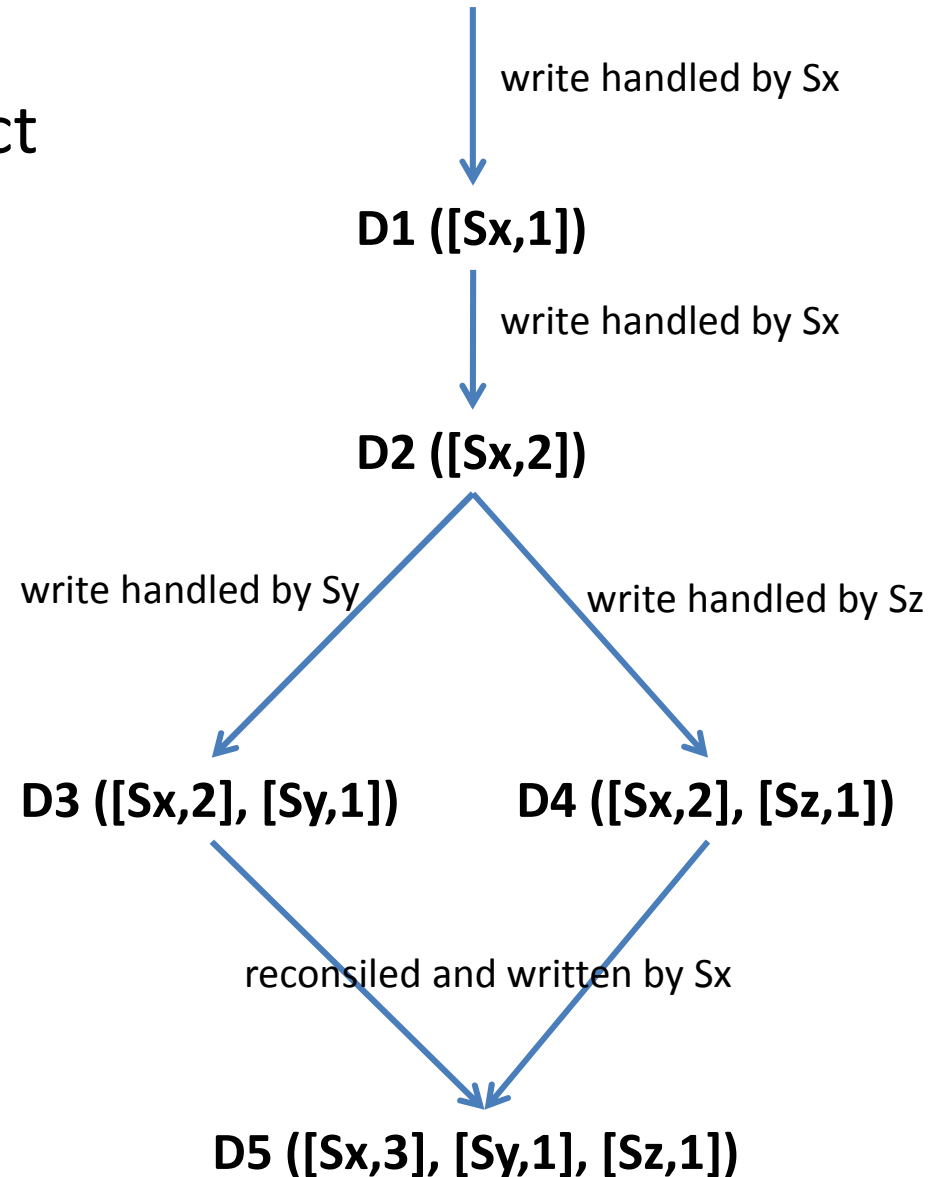 write handled by Sx
ct
D1 ([Sx,1])
write handled by Sx
D2 ([Sx,2])
write handled by Sy
write handled by Sz
D3 ([Sx,2], [Sy,1])
D4 ([Sx,2], [Sz,1])
reconsiled and written by Sx
D5 ([Sx,3], [Sy,1], [Sz,1])